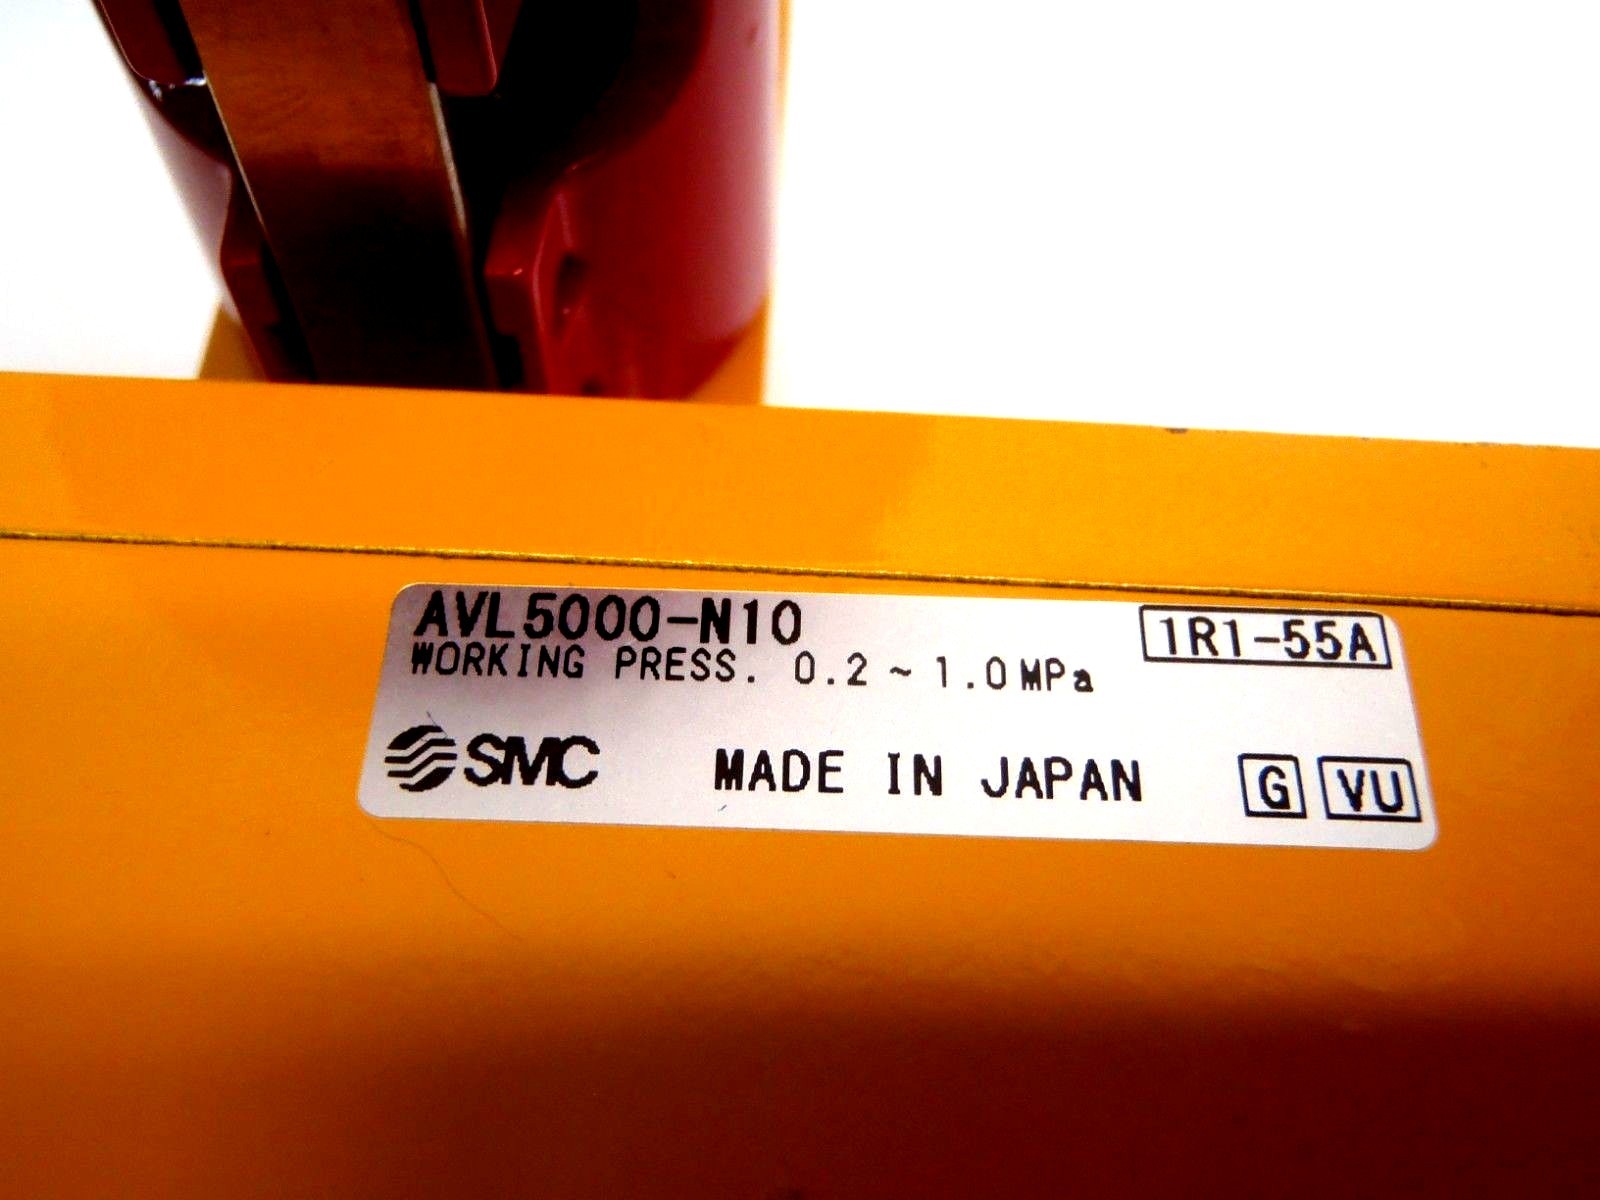 AVL5000-N10
1R1-55A
WORKING PRESS. 0.2 ~ 1.0 MPa
SMC MADE IN JAPAN G VU